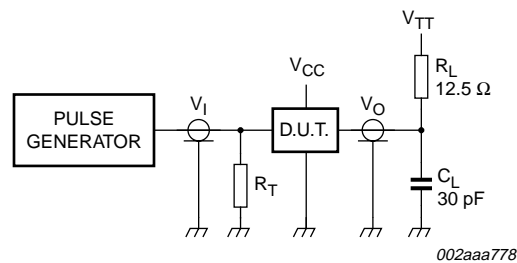 V_TT
R_L
12.5 Ω
V_CC
V_I
V_O
PULSE
GENERATOR
D.U.T.
R_T
C_L
30 pF
002aaa778